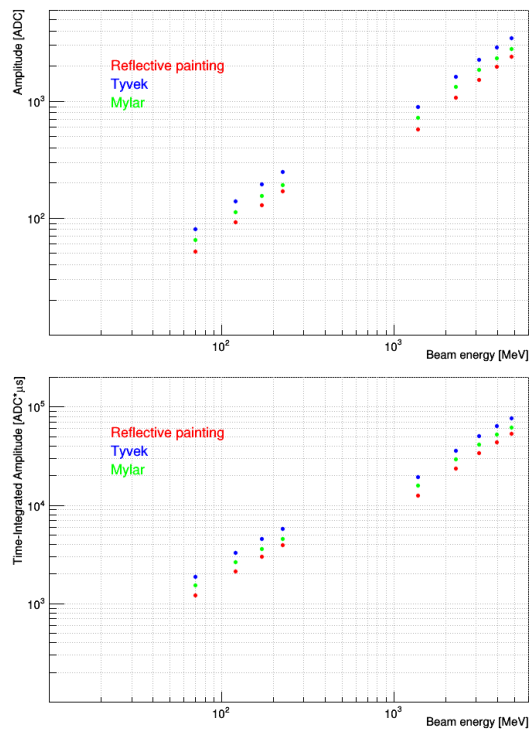 Amplitude [ADC]
Reflective painting
Tyvek
Mylar
10³
10²
10²
10³
Beam energy [MeV]
Time-Integrated Amplitude [ADC*μs]
10⁵
Reflective painting
Tyvek
Mylar
10⁴
10³
10²
10³
Beam energy [MeV]